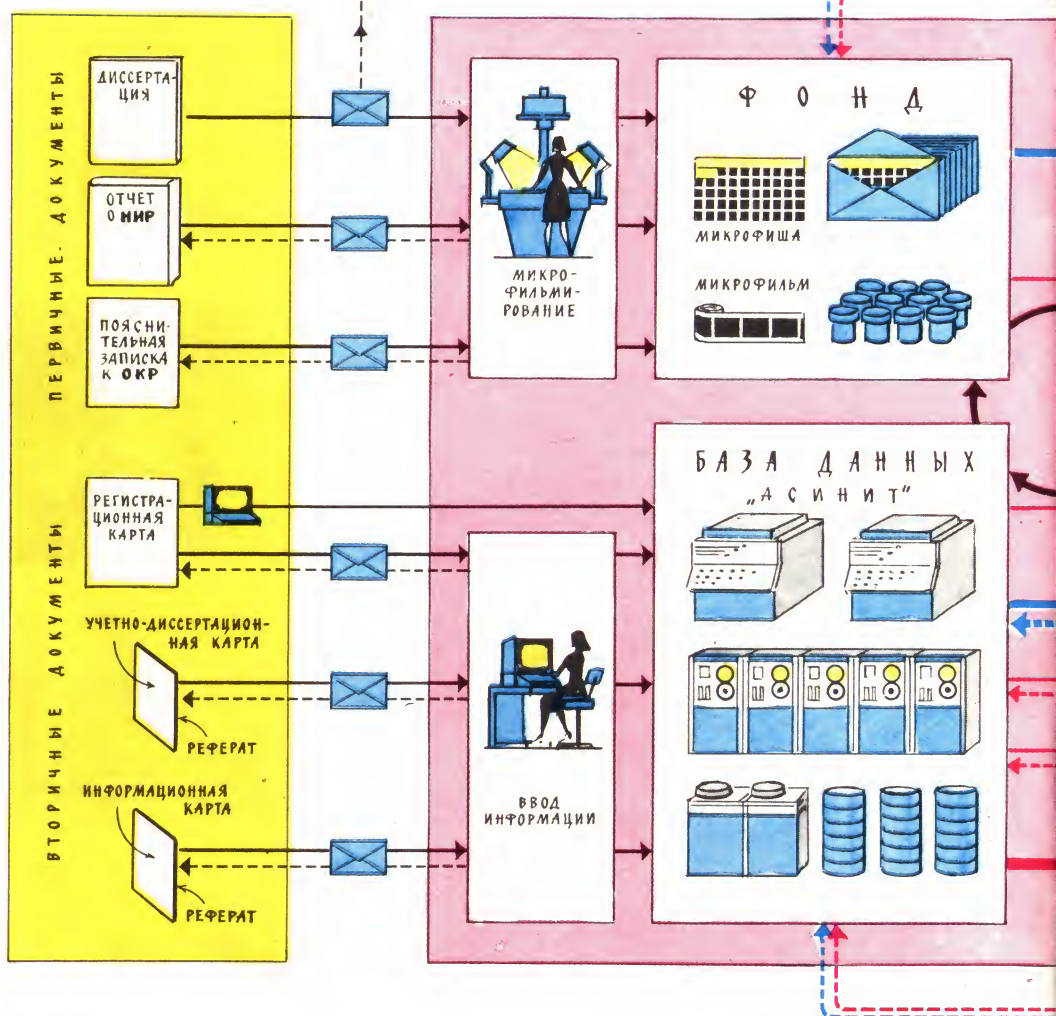 ПЕРВИЧНЫЕ. ДОКУМЕНТЫ
ДИССЕРТА-
ЦИЯ
ОТЧЕТ
О НИР
ПОЯСНИ-
ТЕЛЬНАЯ
ЗАПИСКА
К ОКР
ВТОРИЧНЫЕ ДОКУМЕНТЫ
РЕГИСТРА-
ЦИОННАЯ
КАРТА
УЧЕТНО-ДИССЕРТАЦИОН-
НАЯ КАРТА
РЕФЕРАТ
ИНФОРМАЦИОННАЯ
КАРТА
РЕФЕРАТ
МИКРО-
ФИЛЬМИ-
РОВАНИЕ
ВВОД
ИНФОРМАЦИИ
ФОНД
МИКРОФИША
МИКРОФИЛЬМ
БАЗА ДАННЫХ
„АСИНИТ"